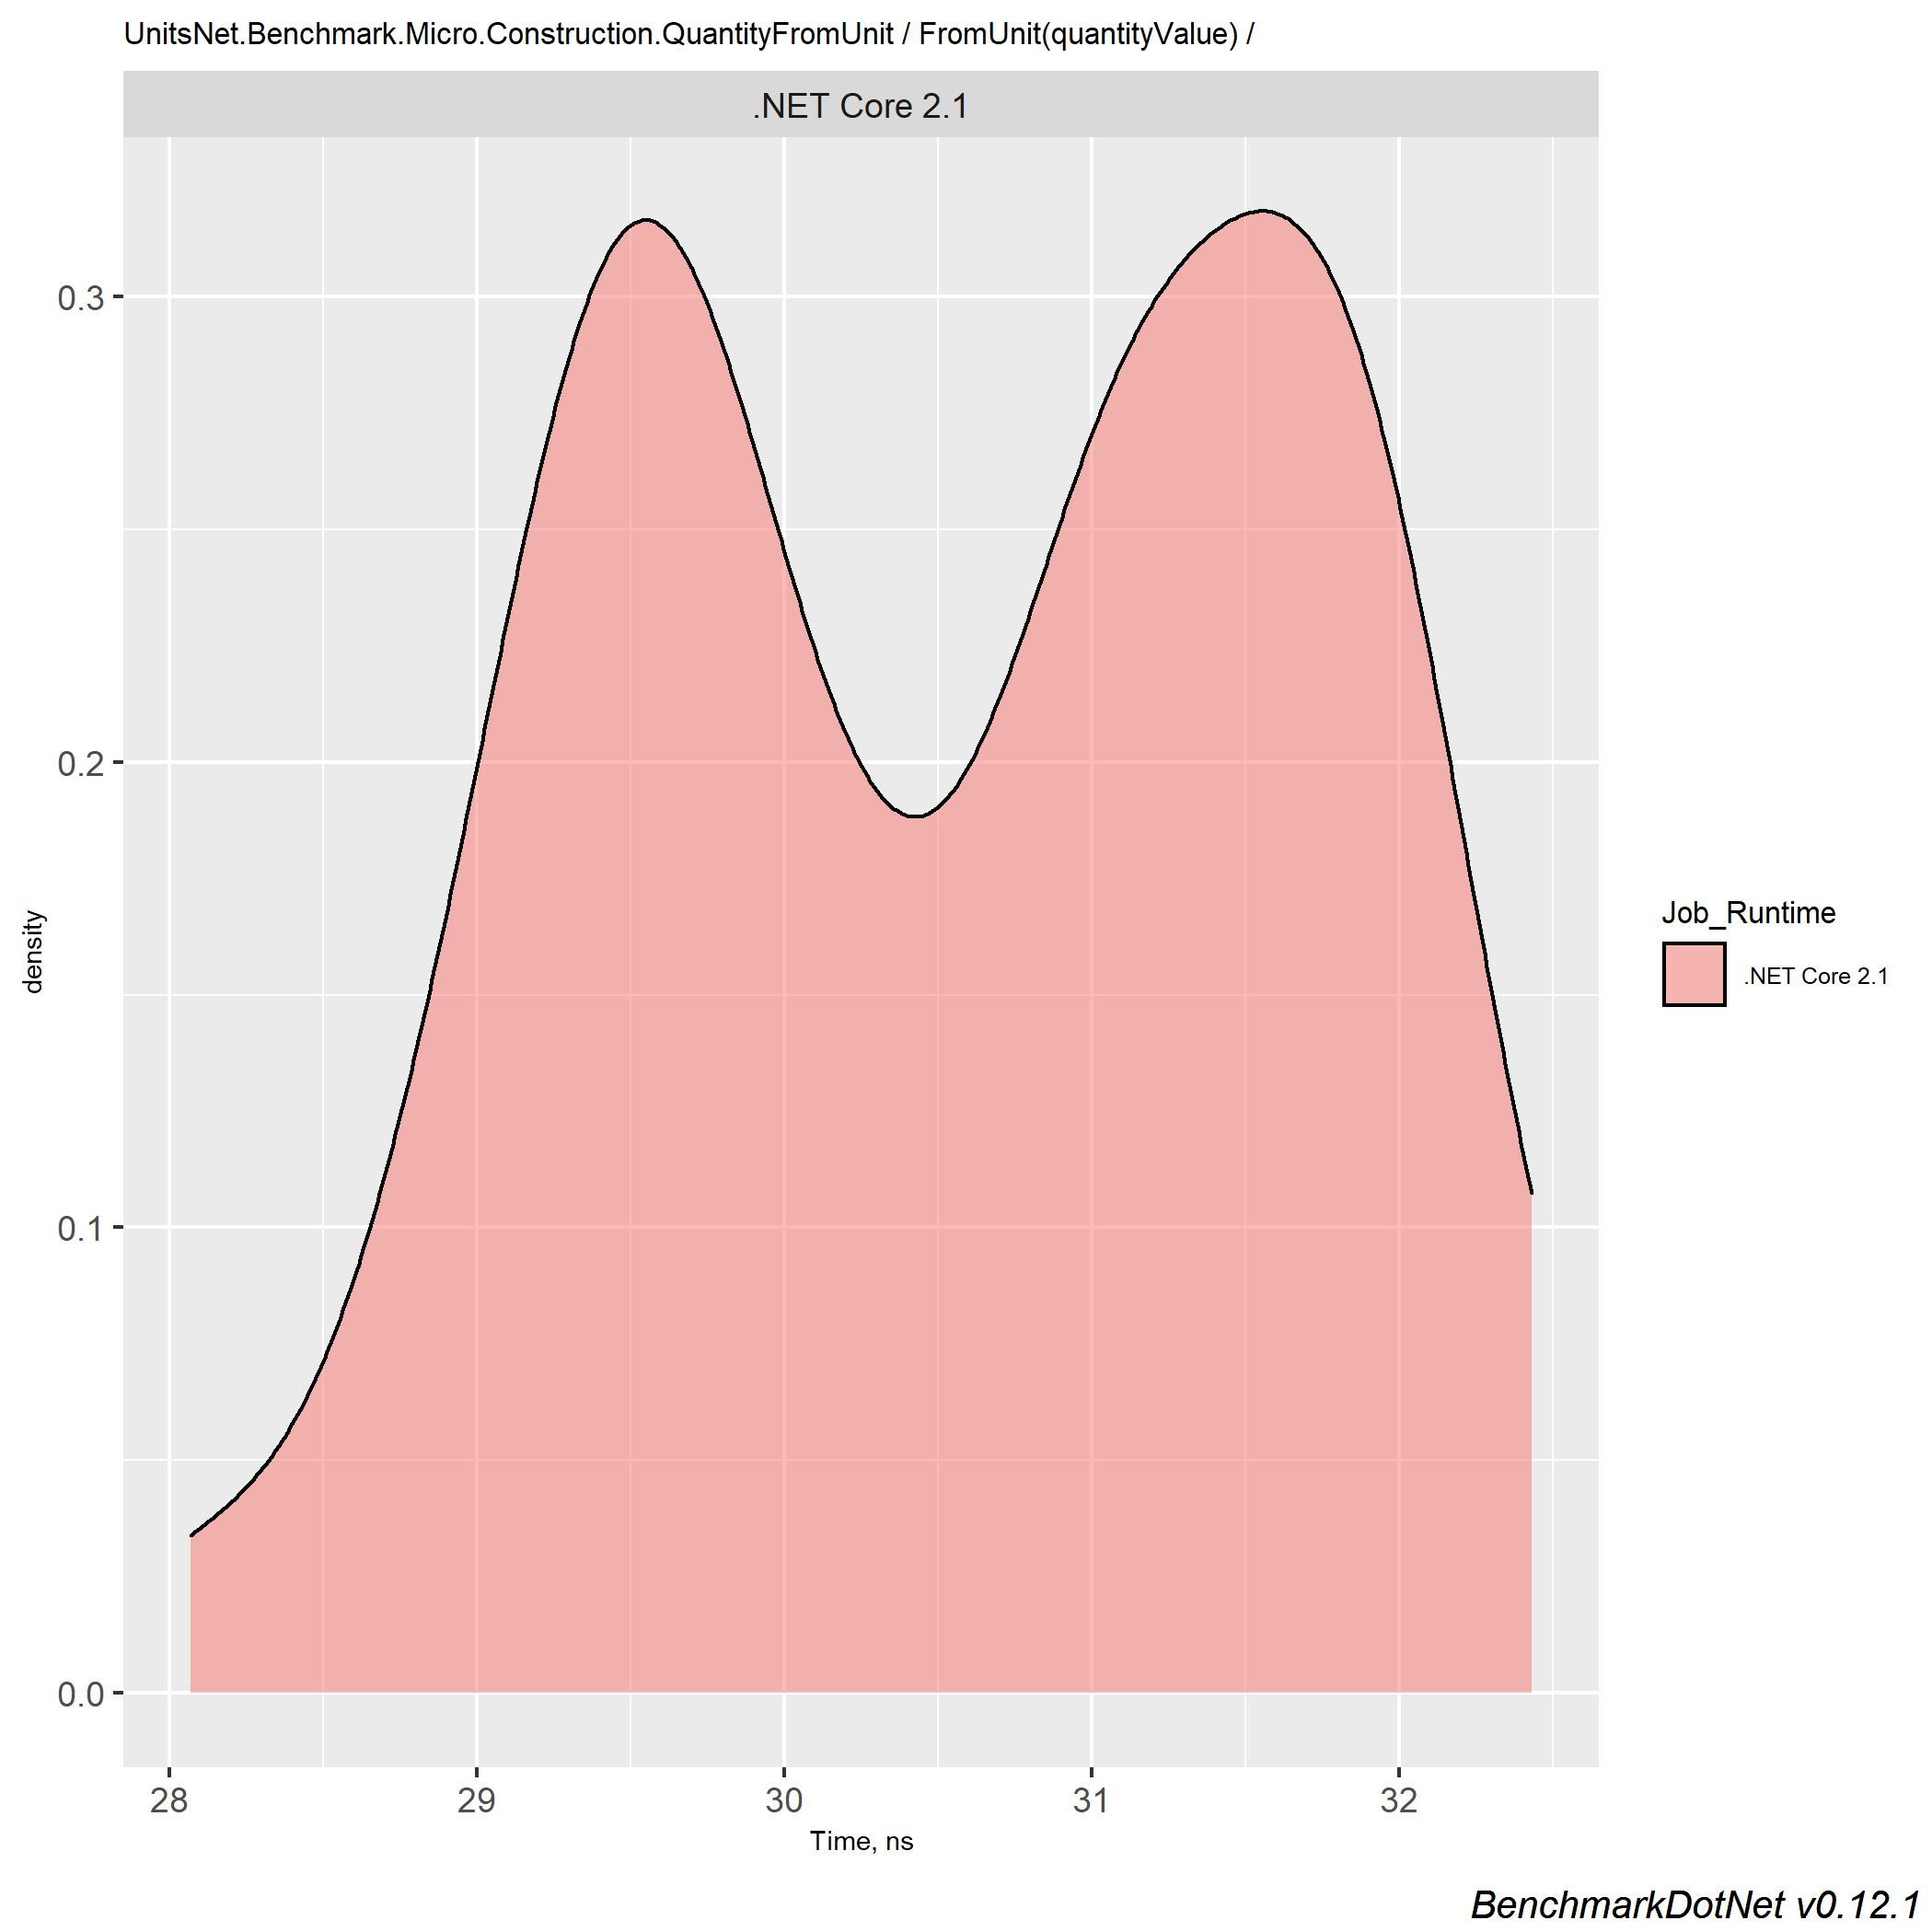 UnitsNet.Benchmark.Micro.Construction.QuantityFromUnit / FromUnit(quantityValue) /
.NET Core 2.1
0.3
0.2
0.1
0.0
density
28 29 30 31 32
Time, ns
Job_Runtime
.NET Core 2.1
BenchmarkDotNet v0.12.1